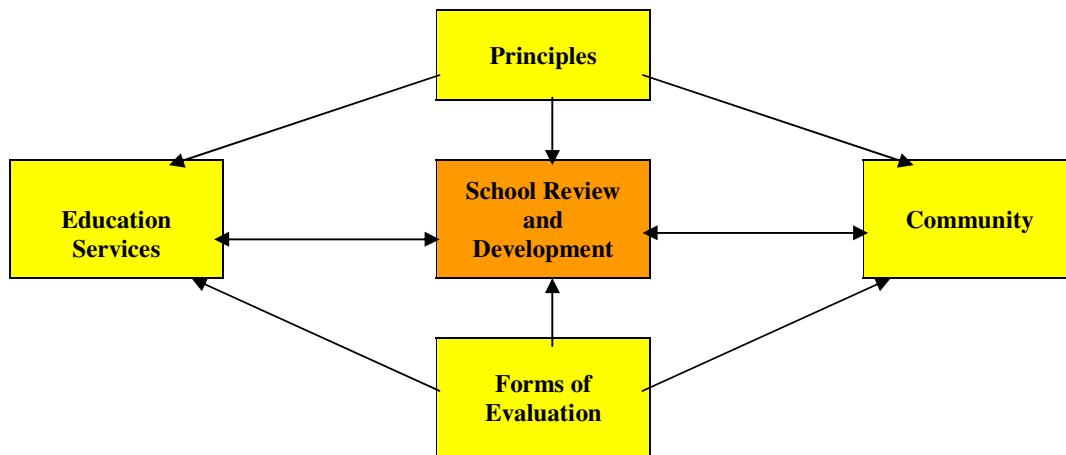 Principles
Education
Services
School Review
and
Development
Community
Forms of
Evaluation